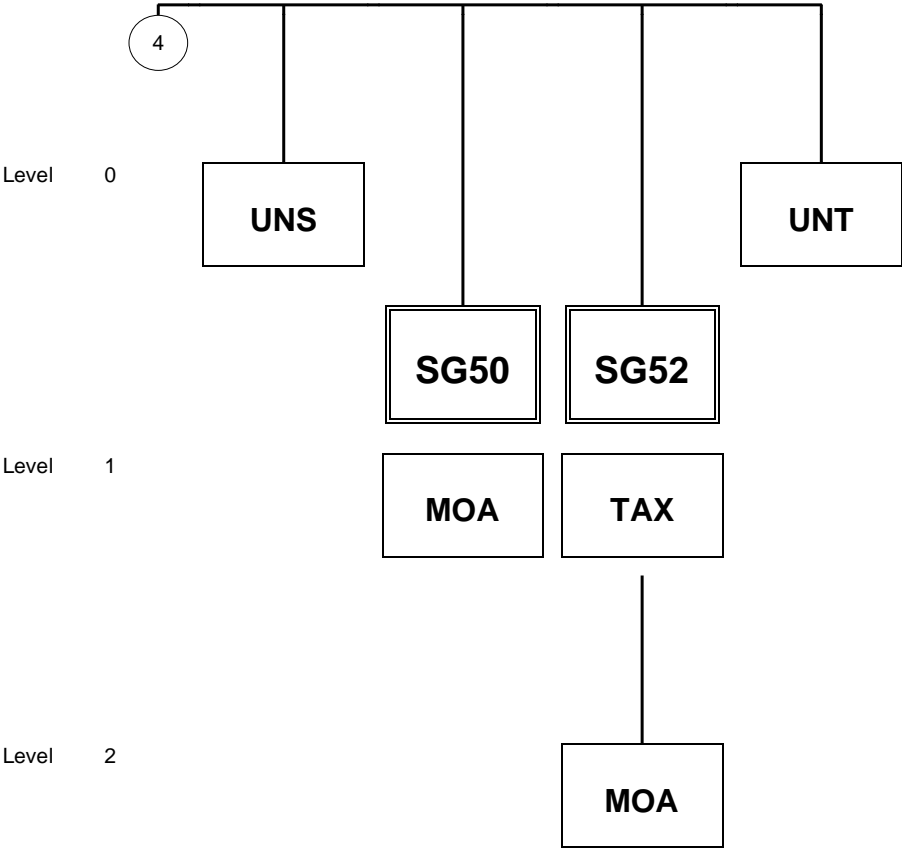 4
Level 0
UNS UNT
SG50 SG52
Level 1
MOA TAX
Level 2
MOA